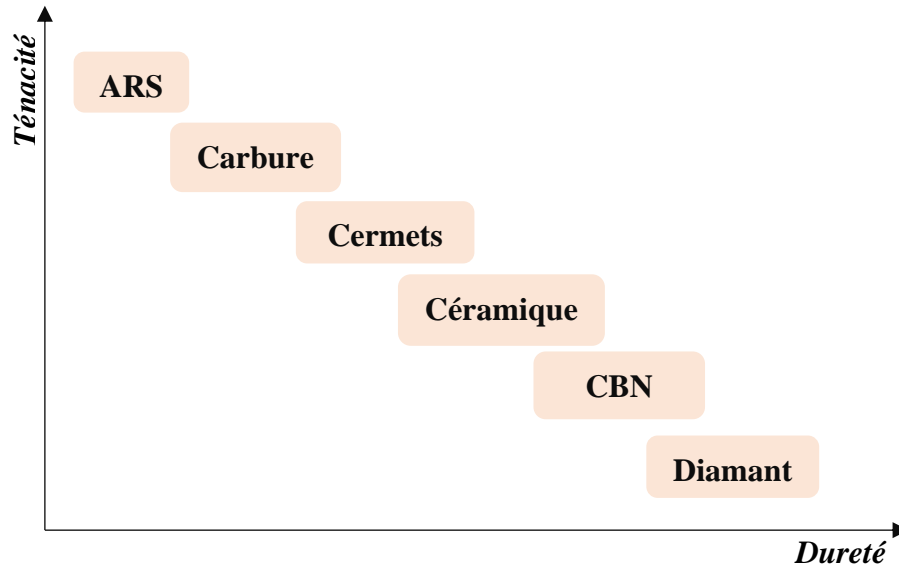 Ténacité
ARS
Carbure
Cermets
Céramique
CBN
Diamant
Dureté